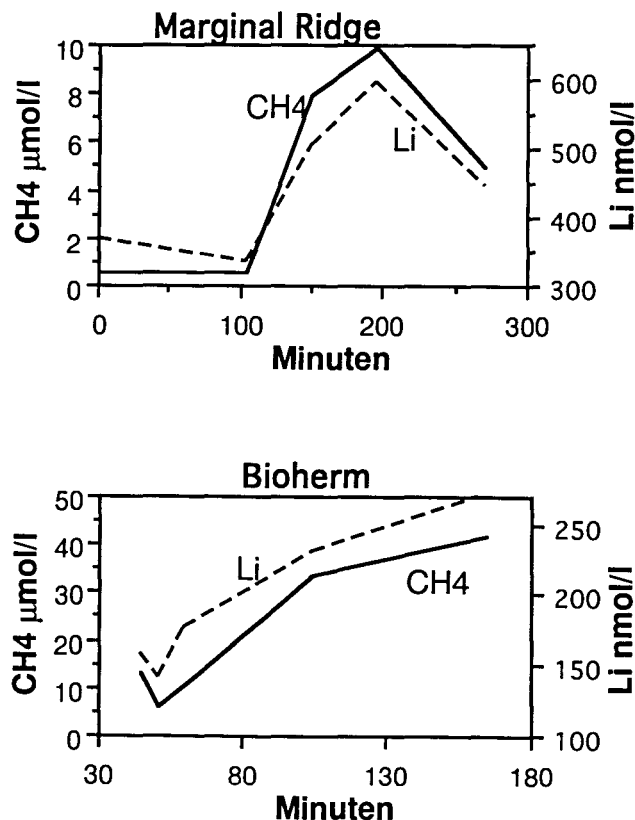 Marginal Ridge
CH4 µmol/l
10
8
6
4
2
0
CH4
Li
600
500
400
300
Li nmol/l
0 100 200 300
Minuten
Bioherm
CH4 µmol/l
50
40
30
20
10
0
Li
CH4
250
200
150
100
Li nmol/l
30 80 130 180
Minuten